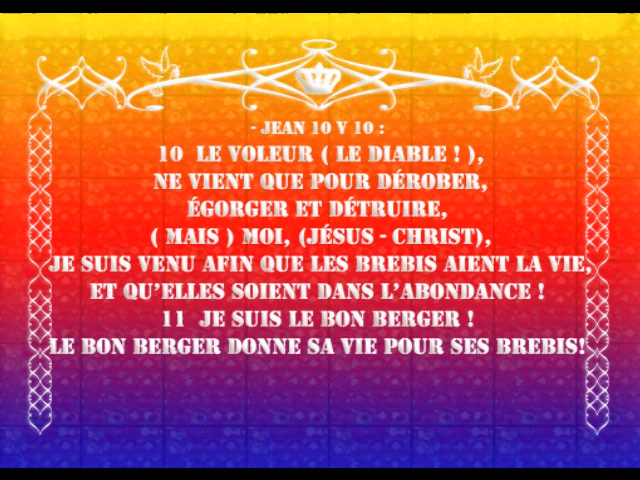 - JEAN 10 V 10 :
10 LE VOLEUR ( LE DIABLE ! ),
NE VIENT QUE POUR DÉROBER,
ÉGORGER ET DÉTRUIRE,
( MAIS ) MOI, (JÉSUS - CHRIST),
JE SUIS VENU AFIN QUE LES BREBIS AIENT LA VIE,
ET QU'ELLES SOIENT DANS L'ABONDANCE !
11 JE SUIS LE BON BERGER !
LE BON BERGER DONNE SA VIE POUR SES BREBIS!